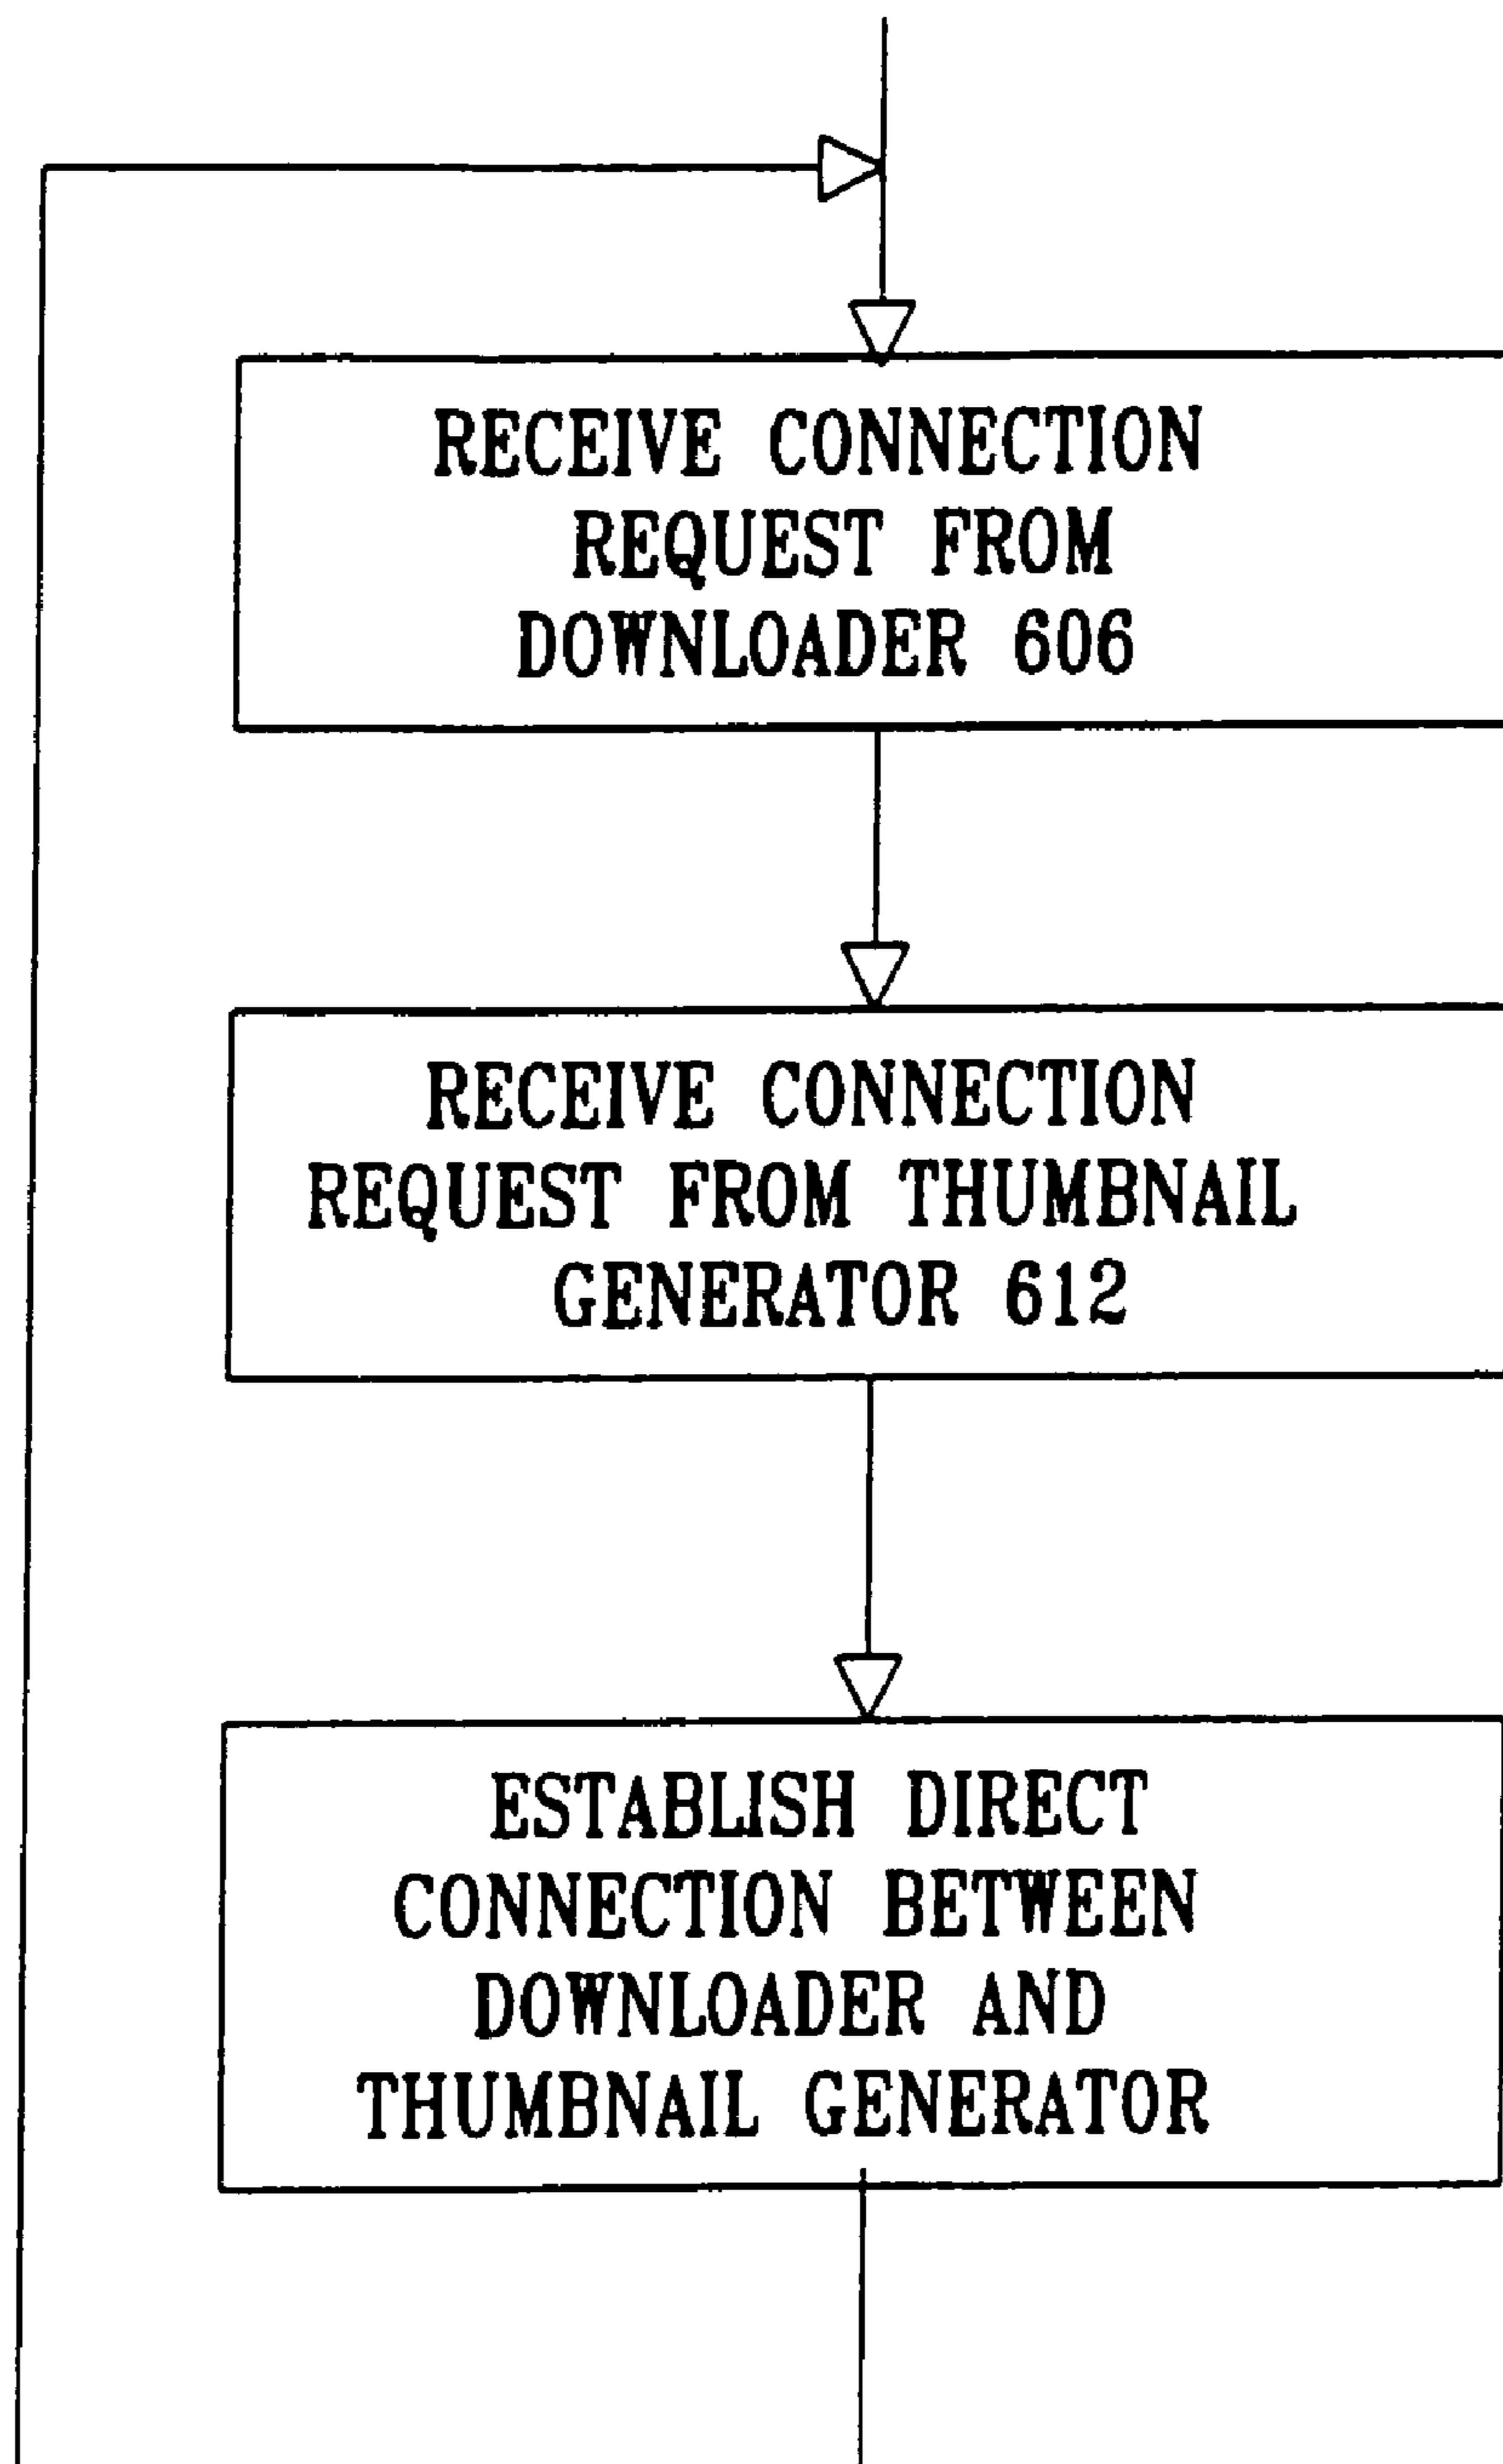 RECEIVE CONNECTION
REQUEST FROM
DOWNLOADER 606
RECEIVE CONNECTION
REQUEST FROM THUMBNAIL
GENERATOR 612
ESTABLISH DIRECT
CONNECTION BETWEEN
DOWNLOADER AND
THUMBNAIL GENERATOR